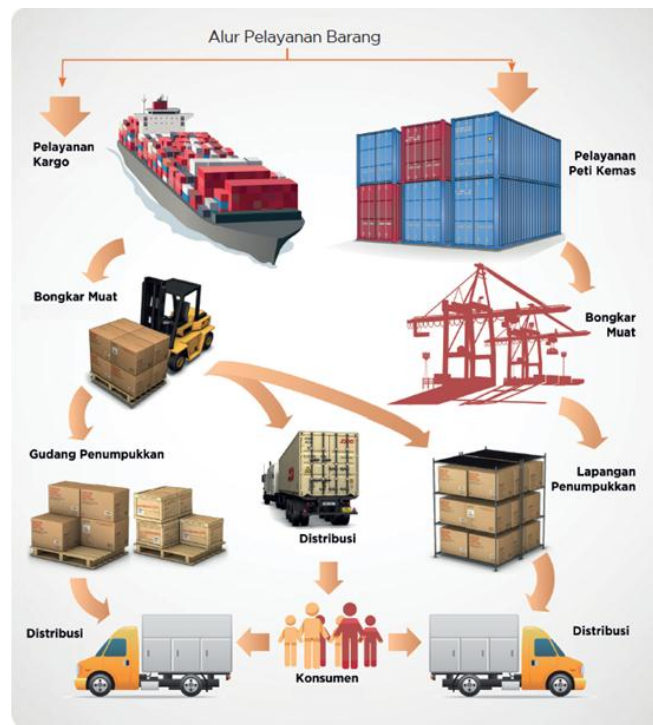 Alur Pelayanan Barang
Pelayanan
Kargo
Pelayanan
Peti Kemas
Bongkar Muat
Bongkar
Muat
Gudang Penumpukkan
Lapangan
Penumpukkan
Distribusi
Distribusi
Distribusi
Konsumen